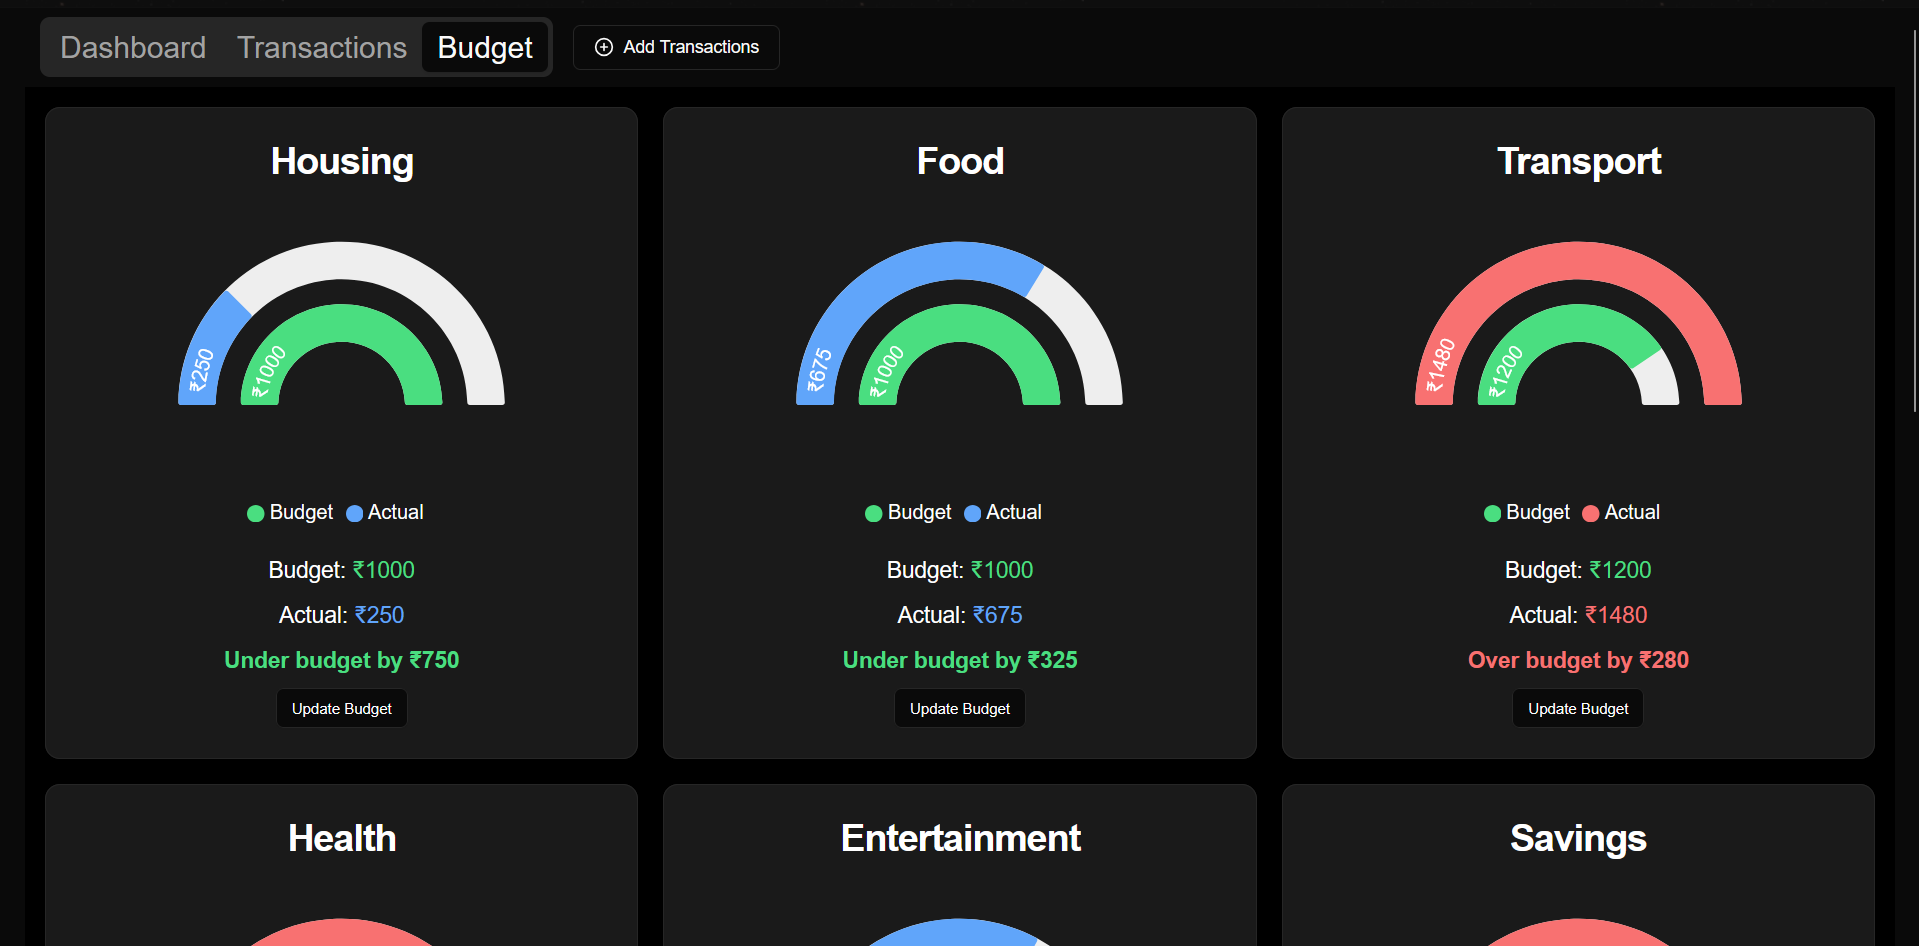 Dashboard Transactions Budget Add Transactions
Housing
₹250
₹1000
Budget Actual
Budget: ₹1000
Actual: ₹250
Under budget by ₹750
Update Budget
Food
₹675
₹1000
Budget Actual
Budget: ₹1000
Actual: ₹675
Under budget by ₹325
Update Budget
Transport
₹1480
₹1200
Budget Actual
Budget: ₹1200
Actual: ₹1480
Over budget by ₹280
Update Budget
Health
Entertainment
Savings